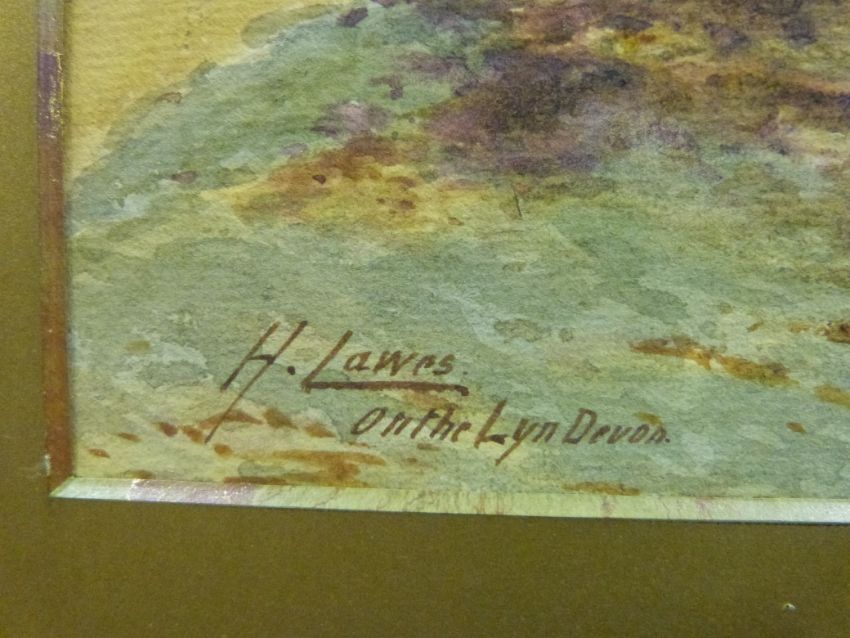 H. Lawes.
On the Lyn Devon.